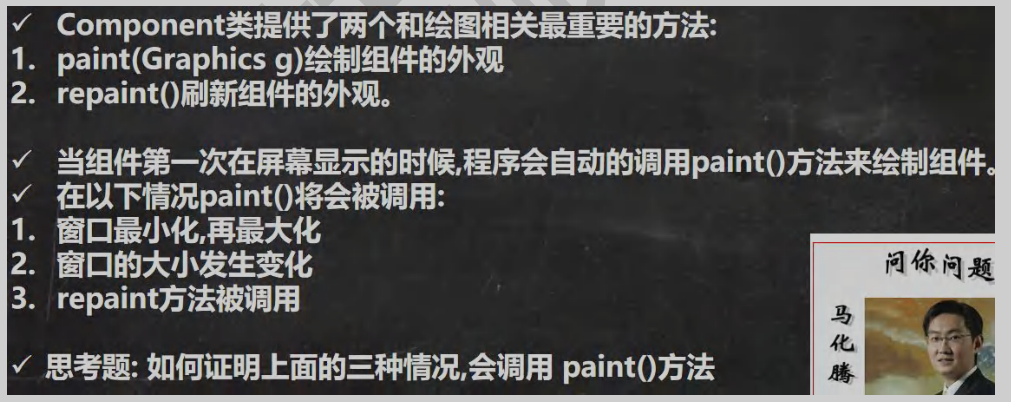 ✓ Component类提供了两个和绘图相关最重要的方法:
1. paint(Graphics g)绘制组件的外观
2. repaint()刷新组件的外观。
✓ 当组件第一次在屏幕显示的时候,程序会自动的调用paint()方法来绘制组件。
✓ 在以下情况paint()将会被调用:
1. 窗口最小化,再最大化
2. 窗口的大小发生变化
3. repaint方法被调用
✓ 思考题: 如何证明上面的三种情况,会调用 paint()方法
问你问题
马化腾